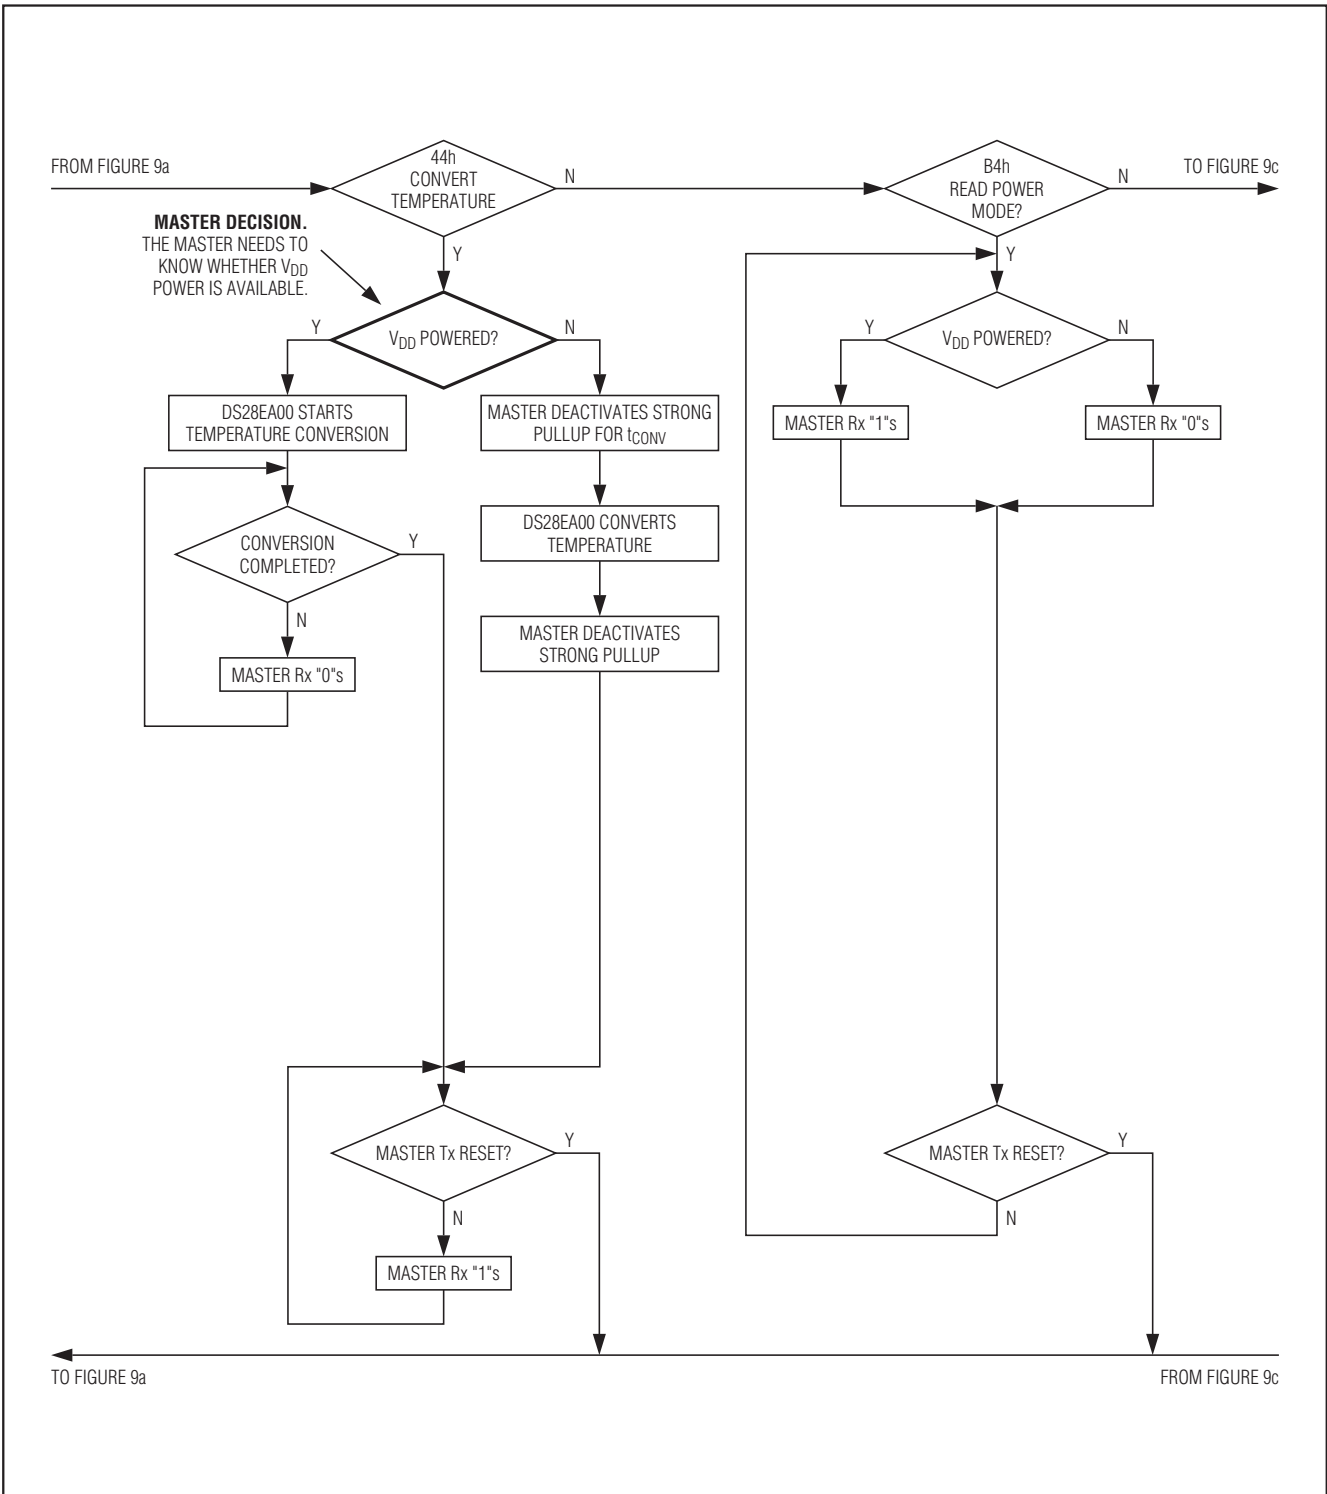 FROM FIGURE 9a
44h
CONVERT
TEMPERATURE
N
B4h
READ POWER
MODE?
N
TO FIGURE 9c
MASTER DECISION.
THE MASTER NEEDS TO
KNOW WHETHER VDD
POWER IS AVAILABLE.
Y
Y
Y
VDD POWERED?
N
Y
VDD POWERED?
N
DS28EA00 STARTS
TEMPERATURE CONVERSION
MASTER DEACTIVATES STRONG
PULLUP FOR tCONV
MASTER Rx "1"s
MASTER Rx "0"s
CONVERSION
COMPLETED?
Y
DS28EA00 CONVERTS
TEMPERATURE
N
MASTER DEACTIVATES
STRONG PULLUP
MASTER Rx "0"s
MASTER Tx RESET?
Y
MASTER Tx RESET?
Y
N
N
MASTER Rx "1"s
TO FIGURE 9a
FROM FIGURE 9c